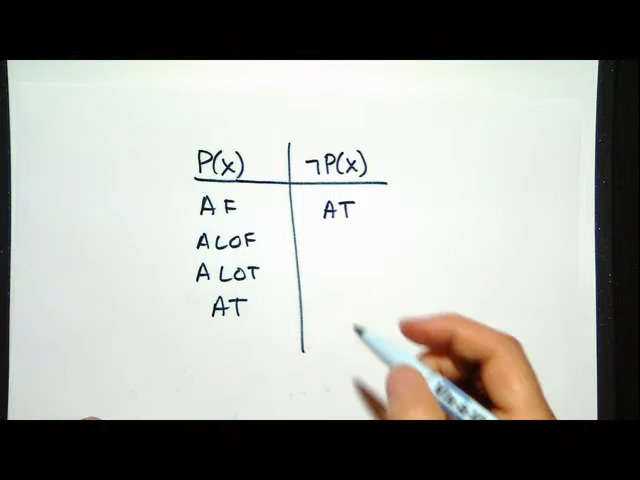 P(x) ¬P(x)
AF AT
ALOF
ALOT
AT